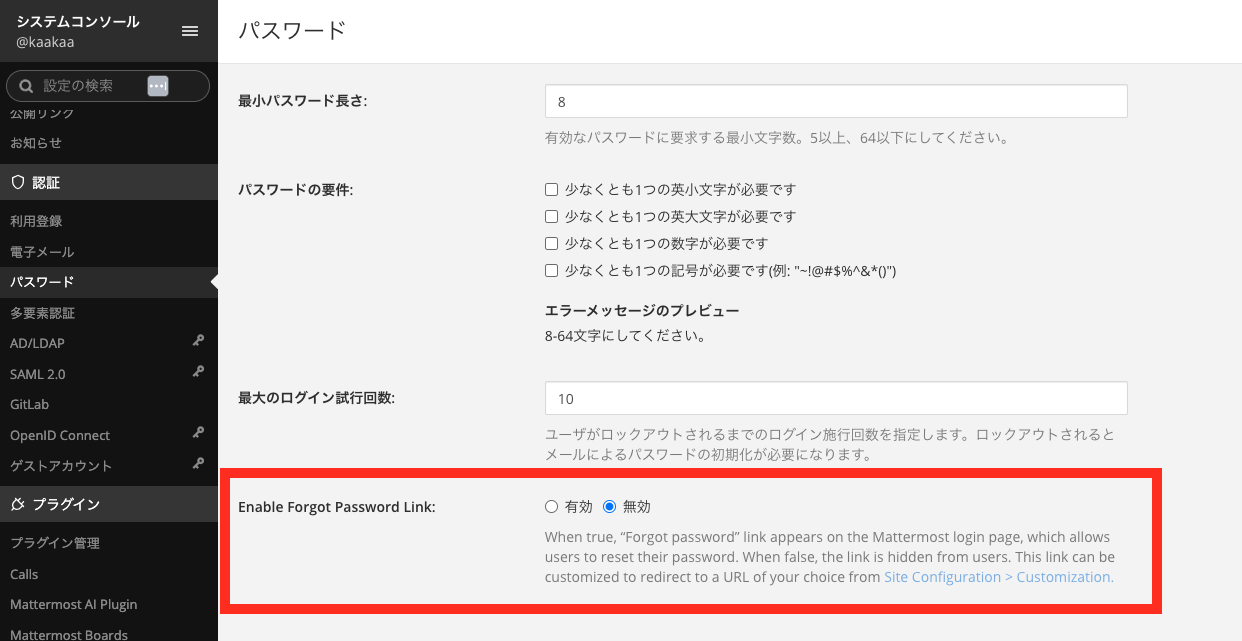 システムコンソール
@kaakaa
設定の検索
公開リンク
お知らせ
認証
利用登録
電子メール
パスワード
多要素認証
AD/LDAP
SAML 2.0
GitLab
OpenID Connect
ゲストアカウント
プラグイン
プラグイン管理
Calls
Mattermost AI Plugin
Mattermost Boards
パスワード
最小パスワード長さ:
8
有効なパスワードに要求する最小文字数。5以上、64以下にしてください。
パスワードの要件:
少なくとも1つの英小文字が必要です
少なくとも1つの英大文字が必要です
少なくとも1つの数字が必要です
少なくとも1つの記号が必要です(例: "~!@#$%^&*()")
エラーメッセージのプレビュー
8-64文字にしてください。
最大のログイン試行回数:
10
ユーザがロックアウトされるまでのログイン施行回数を指定します。ロックアウトされると
メールによるパスワードの初期化が必要になります。
Enable Forgot Password Link:
有効 無効
When true, “Forgot password” link appears on the Mattermost login page, which allows
users to reset their password. When false, the link is hidden from users. This link can be
customized to redirect to a URL of your choice from Site Configuration > Customization.